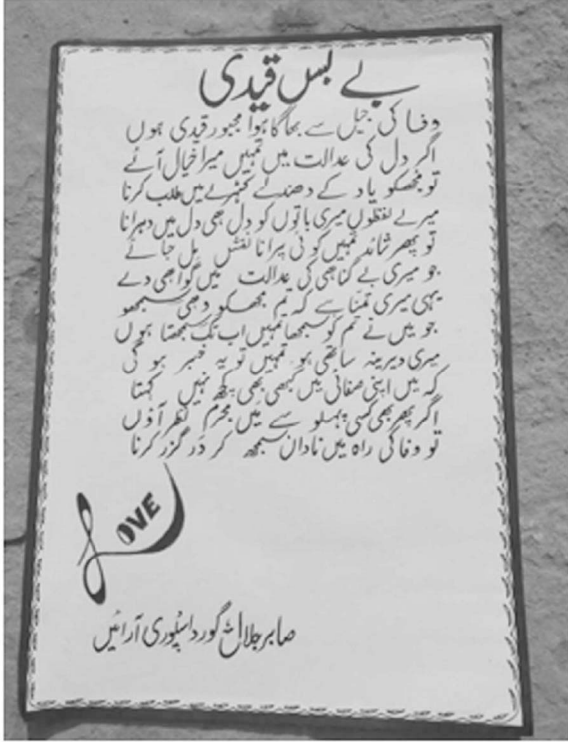 بے بس قیدی
وفا کی جیل سے بھاگا ہوا مجبور قیدی ہوں
اگر دل کی عدالت میں تمہیں میرا خیال آئے
تو مجھکو یاد کے دھندلے کٹہرے میں طلب کرنا
میرے لفظوں میری باتوں کو دل ھی دل میں دہرانا
تو پھر شائد تمہیں کوئی پرانا نقش مل جائے
جو میری بے گناھی کی عدالت میں گواھی دے
یہی میری تمنا ہے کہ تم مجھکو وھی سمجھو
جو میں نے تم کو سمجھا تمہیں اب تک سمجھتا ہوں
میری دیرینہ ساتھی ہو تمہیں تو یہ خبر ہو گی
کہ میں اپنی صفائی میں کبھی بھی کچھ نہیں کہتا
اگر پھر بھی کسی پہلو سے میں مجرم نظر آؤں
تو وفا کی راہ میں نادان سمجھ کر در گزر کرنا
LOVE
صابر جلال گورداسپوری آرائیں